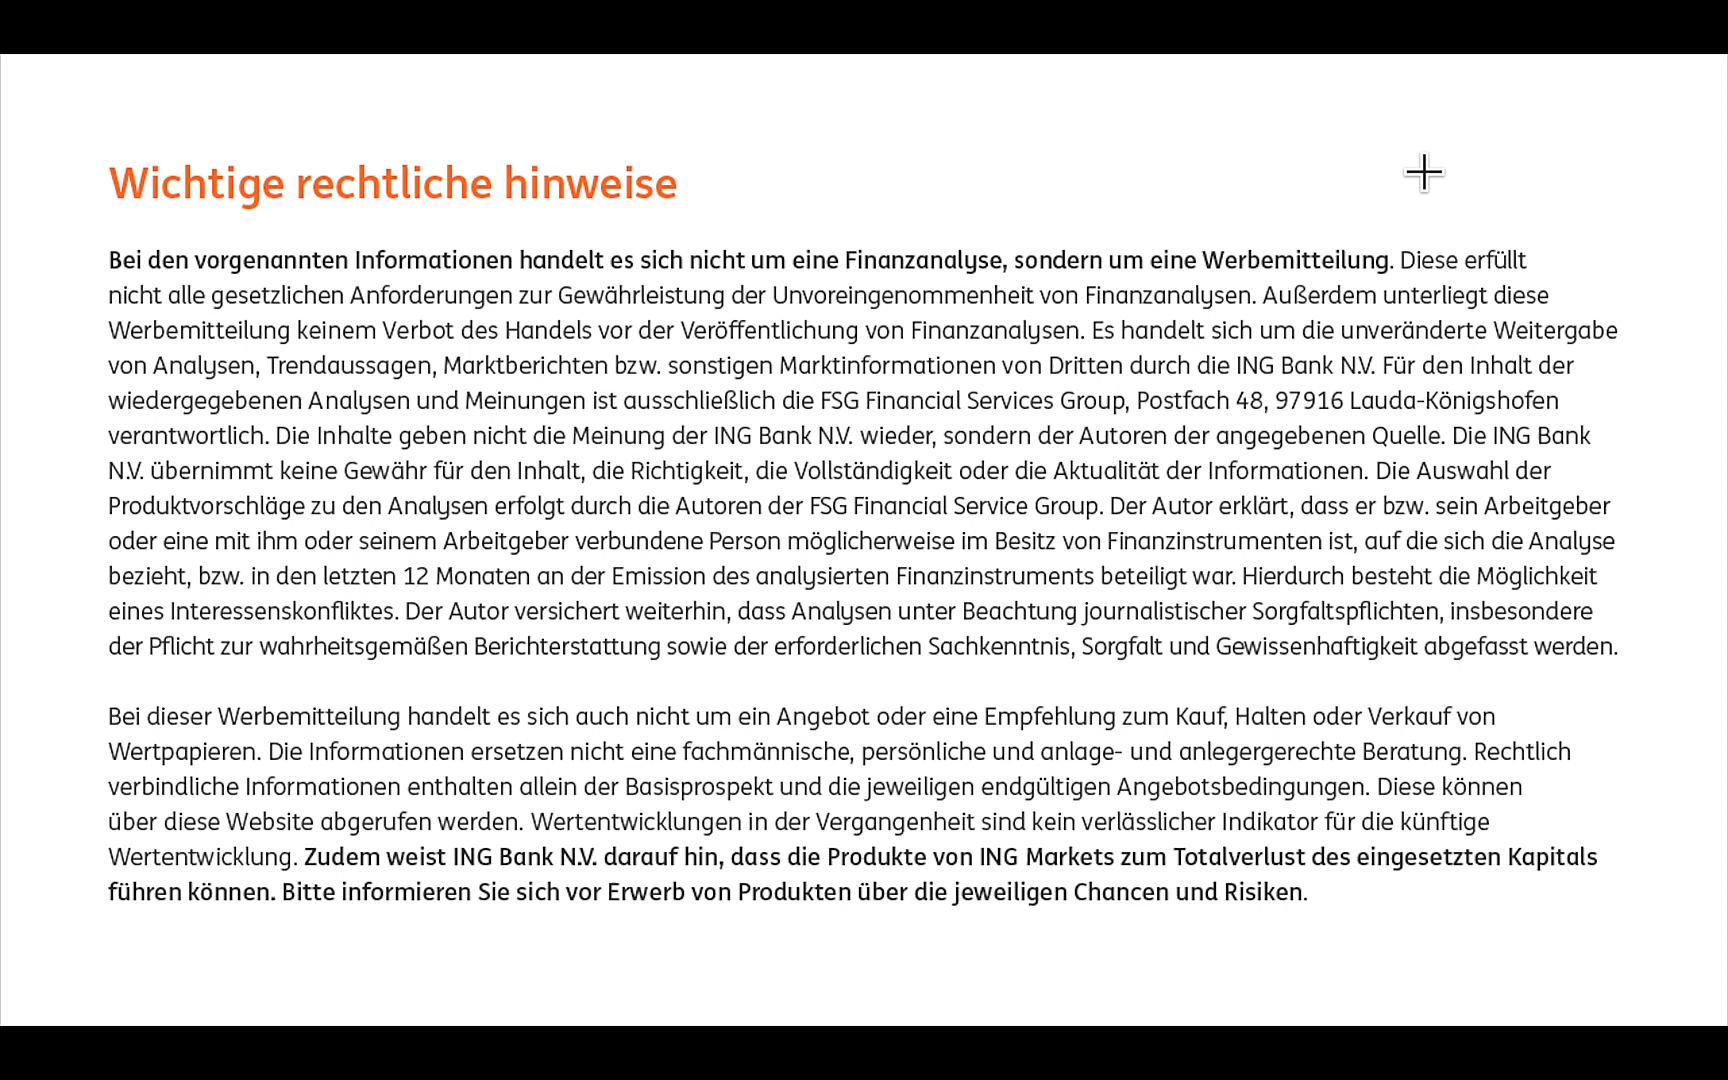 Wichtige rechtliche hinweise
Bei den vorgenannten Informationen handelt es sich nicht um eine Finanzanalyse, sondern um eine Werbemitteilung. Diese erfüllt
nicht alle gesetzlichen Anforderungen zur Gewährleistung der Unvoreingenommenheit von Finanzanalysen. Außerdem unterliegt diese
Werbemitteilung keinem Verbot des Handels vor der Veröffentlichung von Finanzanalysen. Es handelt sich um die unveränderte Weitergabe
von Analysen, Trendaussagen, Marktberichten bzw. sonstigen Marktinformationen von Dritten durch die ING Bank N.V. Für den Inhalt der
wiedergegebenen Analysen und Meinungen ist ausschließlich die FSG Financial Services Group, Postfach 48, 97916 Lauda-Königshofen
verantwortlich. Die Inhalte geben nicht die Meinung der ING Bank N.V. wieder, sondern der Autoren der angegebenen Quelle. Die ING Bank
N.V. übernimmt keine Gewähr für den Inhalt, die Richtigkeit, die Vollständigkeit oder die Aktualität der Informationen. Die Auswahl der
Produktvorschläge zu den Analysen erfolgt durch die Autoren der FSG Financial Service Group. Der Autor erklärt, dass er bzw. sein Arbeitgeber
oder eine mit ihm oder seinem Arbeitgeber verbundene Person möglicherweise im Besitz von Finanzinstrumenten ist, auf die sich die Analyse
bezieht, bzw. in den letzten 12 Monaten an der Emission des analysierten Finanzinstruments beteiligt war. Hierdurch besteht die Möglichkeit
eines Interessenskonfliktes. Der Autor versichert weiterhin, dass Analysen unter Beachtung journalistischer Sorgfaltspflichten, insbesondere
der Pflicht zur wahrheitsgemäßen Berichterstattung sowie der erforderlichen Sachkenntnis, Sorgfalt und Gewissenhaftigkeit abgefasst werden.
Bei dieser Werbemitteilung handelt es sich auch nicht um ein Angebot oder eine Empfehlung zum Kauf, Halten oder Verkauf von
Wertpapieren. Die Informationen ersetzen nicht eine fachmännische, persönliche und anlage- und anlegergerechte Beratung. Rechtlich
verbindliche Informationen enthalten allein der Basisprospekt und die jeweiligen endgültigen Angebotsbedingungen. Diese können
über diese Website abgerufen werden. Wertentwicklungen in der Vergangenheit sind kein verlässlicher Indikator für die künftige
Wertentwicklung. Zudem weist ING Bank N.V. darauf hin, dass die Produkte von ING Markets zum Totalverlust des eingesetzten Kapitals
führen können. Bitte informieren Sie sich vor Erwerb von Produkten über die jeweiligen Chancen und Risiken.